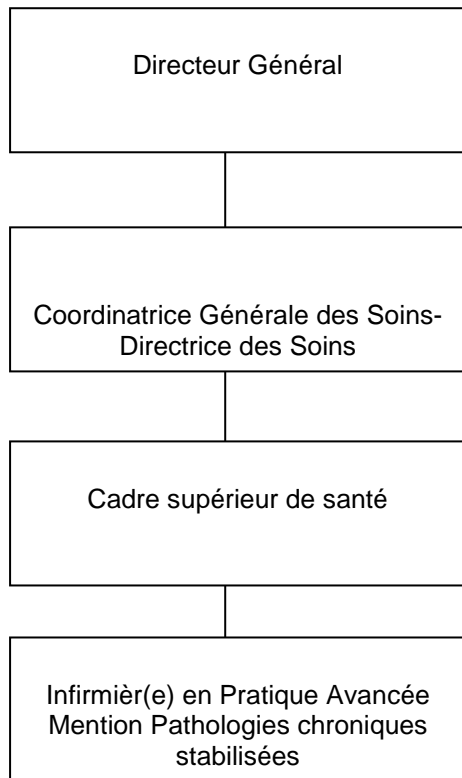 Directeur Général
Coordinatrice Générale des Soins-
Directrice des Soins
Cadre supérieur de santé
Infirmièr(e) en Pratique Avancée
Mention Pathologies chroniques
stabilisées